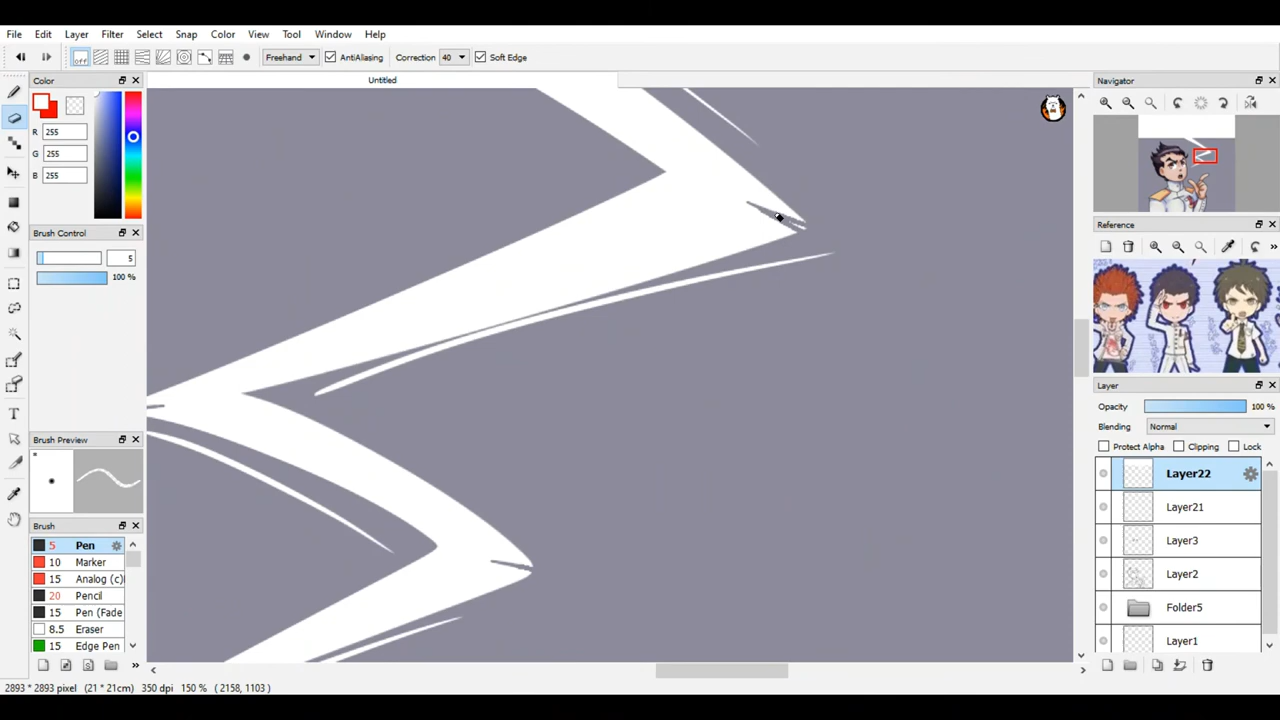 File Edit Layer Filter Select Snap Color View Tool Window Help
off Freehand AntiAliasing Correction 40 Soft Edge
Color
R 255
G 255
B 255
Brush Control
5
100 %
Brush Preview
Brush
5 Pen
10 Marker
15 Analog (c)
20 Pencil
15 Pen (Fade
8.5 Eraser
15 Edge Pen
Untitled
Navigator
Reference
Layer
Opacity 100 %
Blending Normal
Protect Alpha Clipping Lock
Layer22
Layer21
Layer3
Layer2
Folder5
Layer1
2893 * 2893 pixel (21 * 21cm) 350 dpi 150 % ( 2158, 1103 )